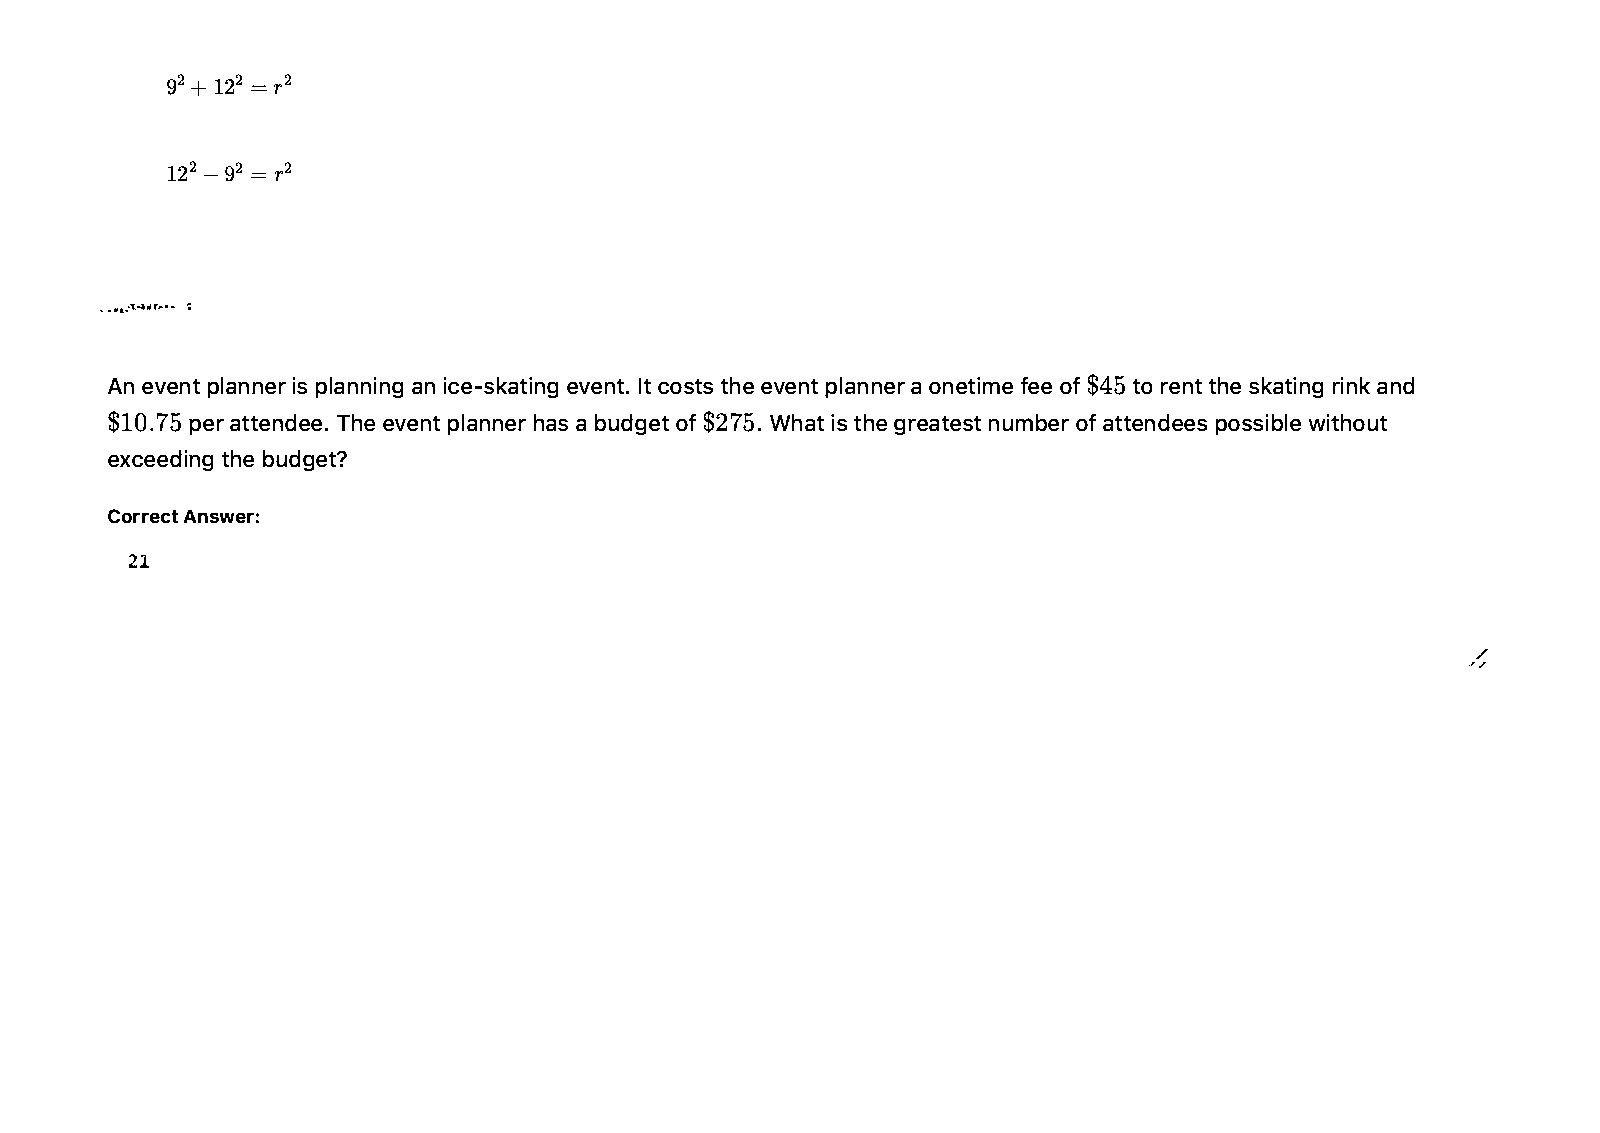 9² + 12² = r²
12² − 9² = r²
An event planner is planning an ice-skating event. It costs the event planner a onetime fee of $45 to rent the skating rink and
$10.75 per attendee. The event planner has a budget of $275. What is the greatest number of attendees possible without
exceeding the budget?
Correct Answer:
21